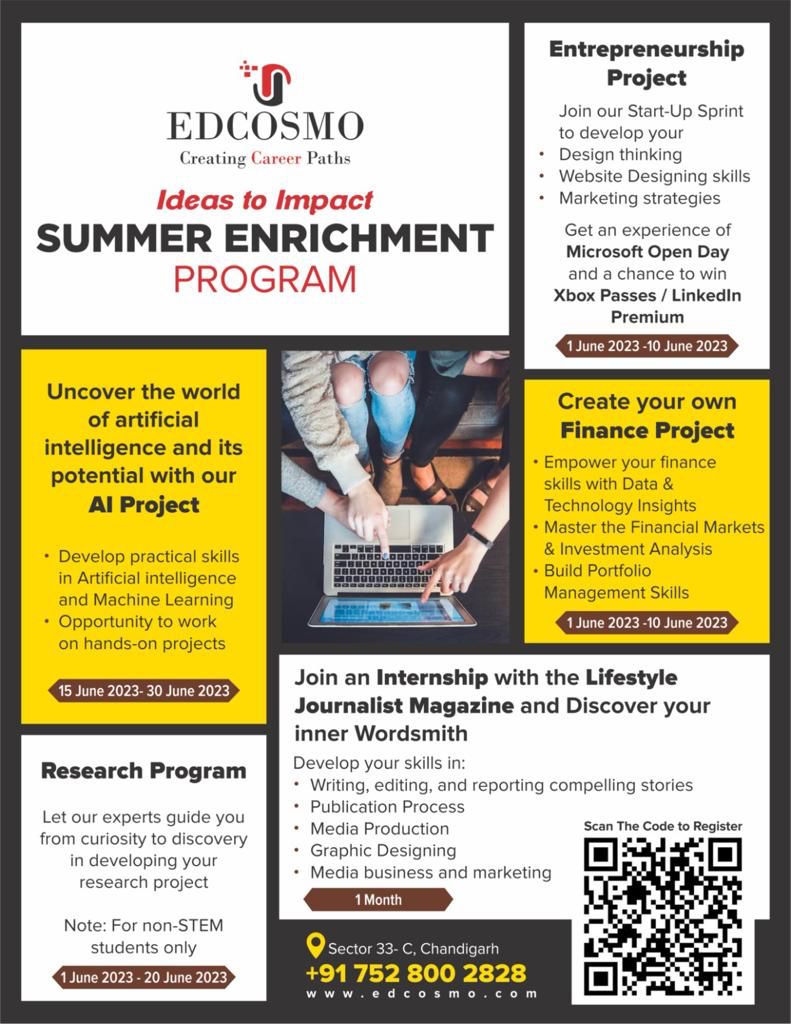 EDCOSMO
Creating Career Paths
Ideas to Impact
SUMMER ENRICHMENT
PROGRAM
Entrepreneurship
Project
Join our Start-Up Sprint
to develop your
• Design thinking
• Website Designing skills
• Marketing strategies
Get an experience of
Microsoft Open Day
and a chance to win
Xbox Passes / LinkedIn
Premium
1 June 2023 -10 June 2023
Uncover the world
of artificial
intelligence and its
potential with our
AI Project
• Develop practical skills
in Artificial intelligence
and Machine Learning
• Opportunity to work
on hands-on projects
15 June 2023- 30 June 2023
Create your own
Finance Project
• Empower your finance
skills with Data &
Technology Insights
• Master the Financial Markets
& Investment Analysis
• Build Portfolio
Management Skills
1 June 2023 -10 June 2023
Research Program
Let our experts guide you
from curiosity to discovery
in developing your
research project
Note: For non-STEM
students only
1 June 2023 - 20 June 2023
Join an Internship with the Lifestyle
Journalist Magazine and Discover your
inner Wordsmith
Develop your skills in:
• Writing, editing, and reporting compelling stories
• Publication Process
• Media Production
• Graphic Designing
• Media business and marketing
1 Month
Scan The Code to Register
Sector 33- C, Chandigarh
+91 752 800 2828
www.edcosmo.com